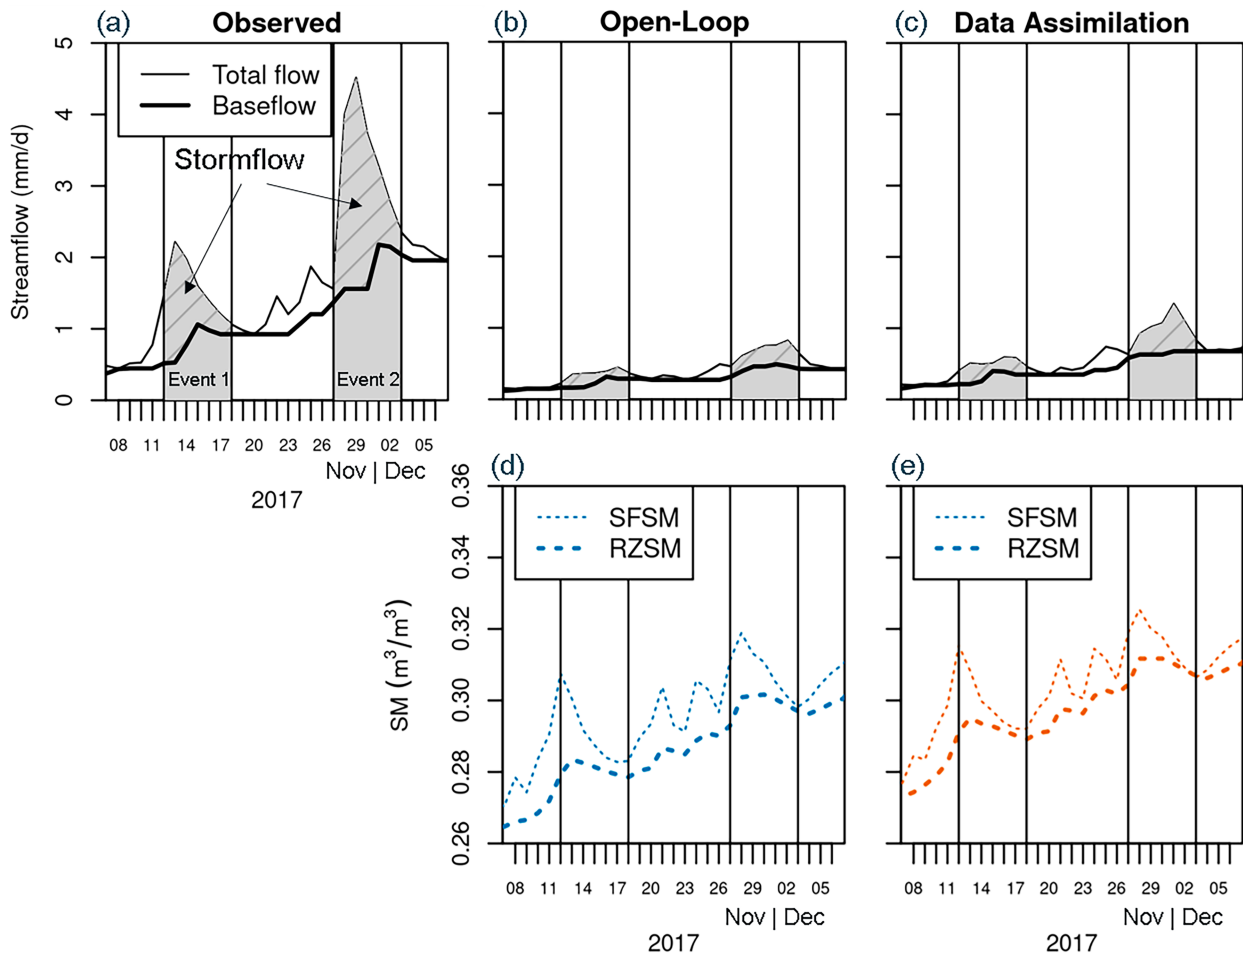 (a) Observed
(b) Open-Loop
(c) Data Assimilation
5
4
3
2
1
0
Streamflow (mm/d)
Total flow
Baseflow
Stormflow
Event 1
Event 2
08 11 14 17 20 23 26 29 02 05
Nov | Dec
2017
(d)
(e)
0.36
0.34
0.32
0.30
0.28
0.26
SM (m³/m³)
SFSM
RZSM
SFSM
RZSM
08 11 14 17 20 23 26 29 02 05
Nov | Dec
2017
08 11 14 17 20 23 26 29 02 05
Nov | Dec
2017